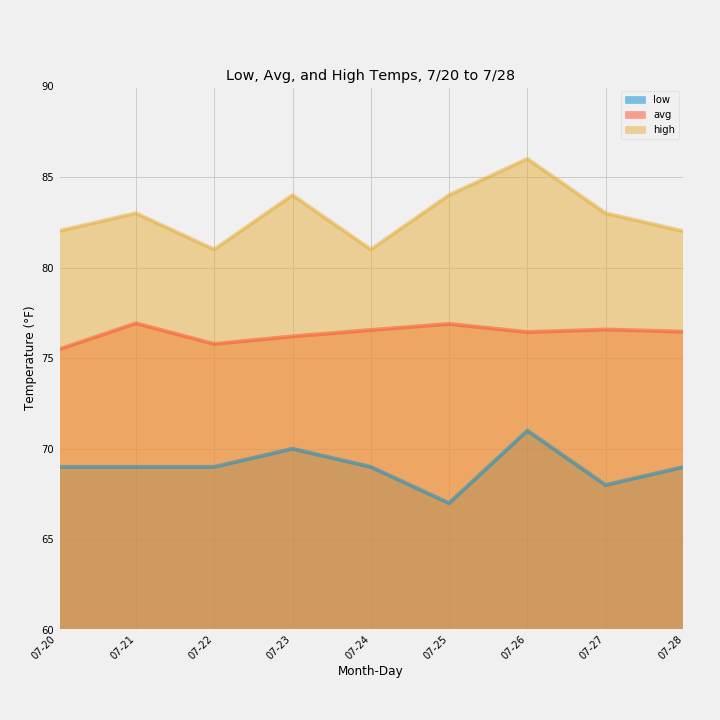 Low, Avg, and High Temps, 7/20 to 7/28
low
avg
high
90
85
80
75
70
65
60
Temperature (°F)
07-20
07-21
07-22
07-23
07-24
07-25
07-26
07-27
07-28
Month-Day